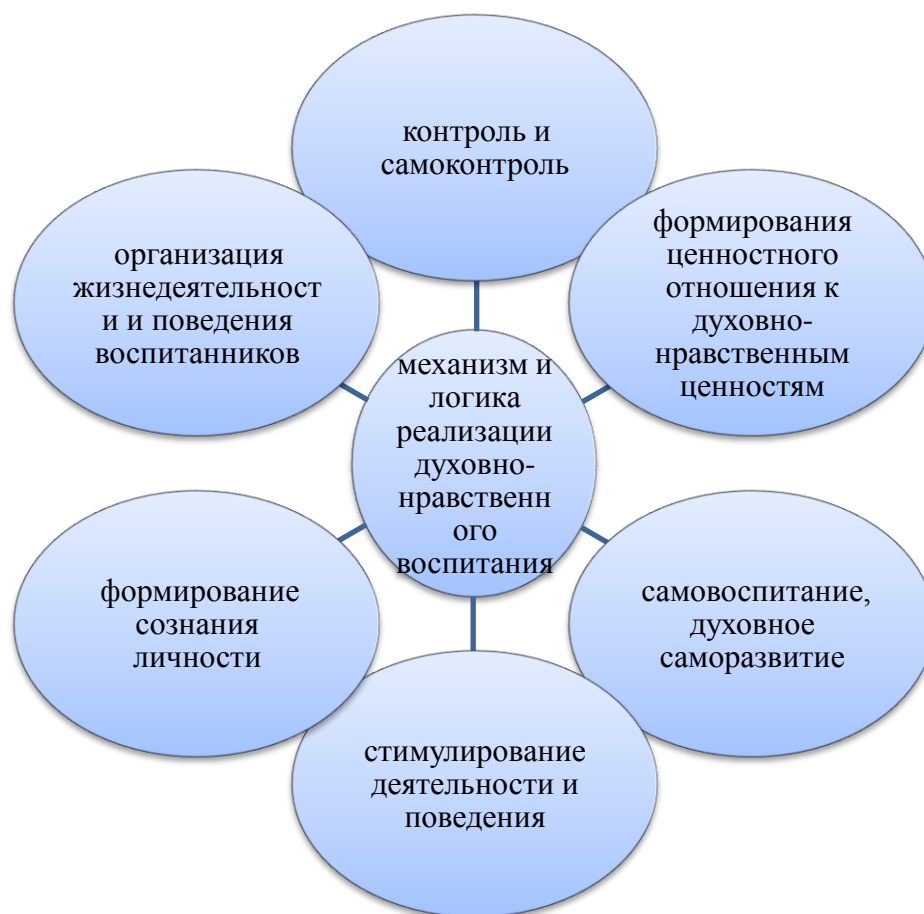 контроль и
самоконтроль
формирования
ценностного
отношения к
духовно-
нравственным
ценностям
самовоспитание,
духовное
саморазвитие
стимулирование
деятельности и
поведения
формирование
сознания
личности
организация
жизнедеятельност
и и поведения
воспитанников
механизм и
логика
реализации
духовно-
нравственн
ого
воспитания